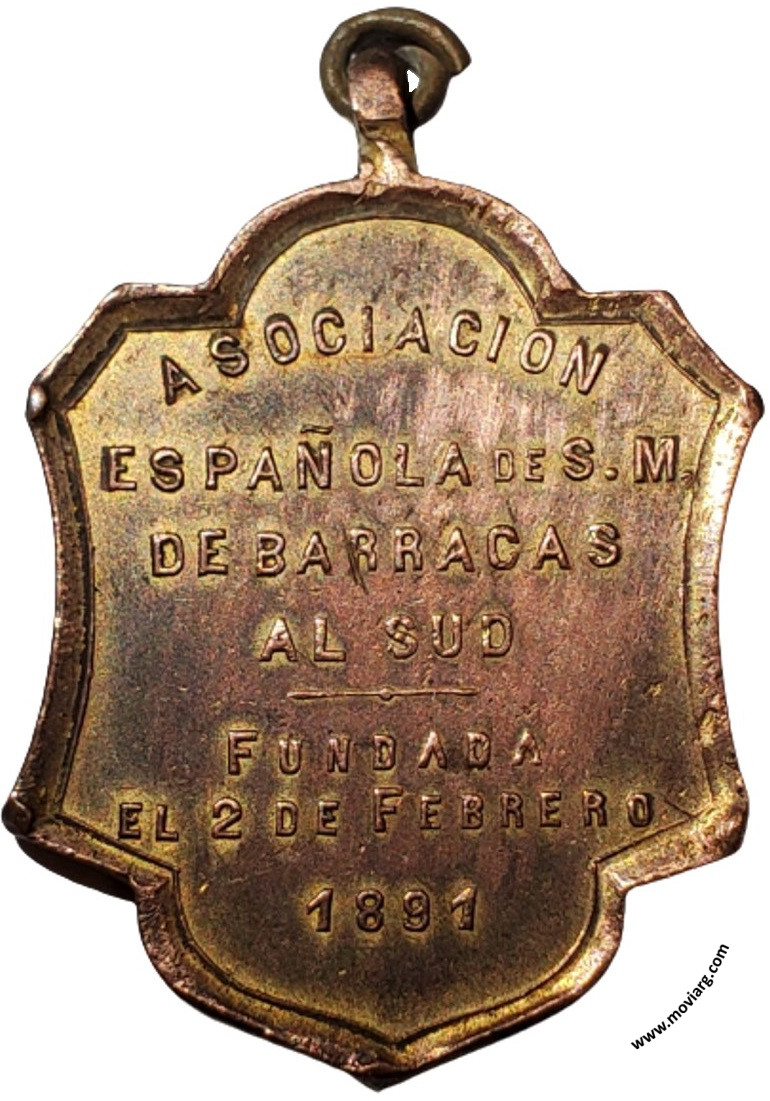 ASOCIACION
ESPAÑOLA DE S. M.
DE BARRACAS
AL SUD
FUNDADA
EL 2 DE FEBRERO
1891
www.moviarg.com